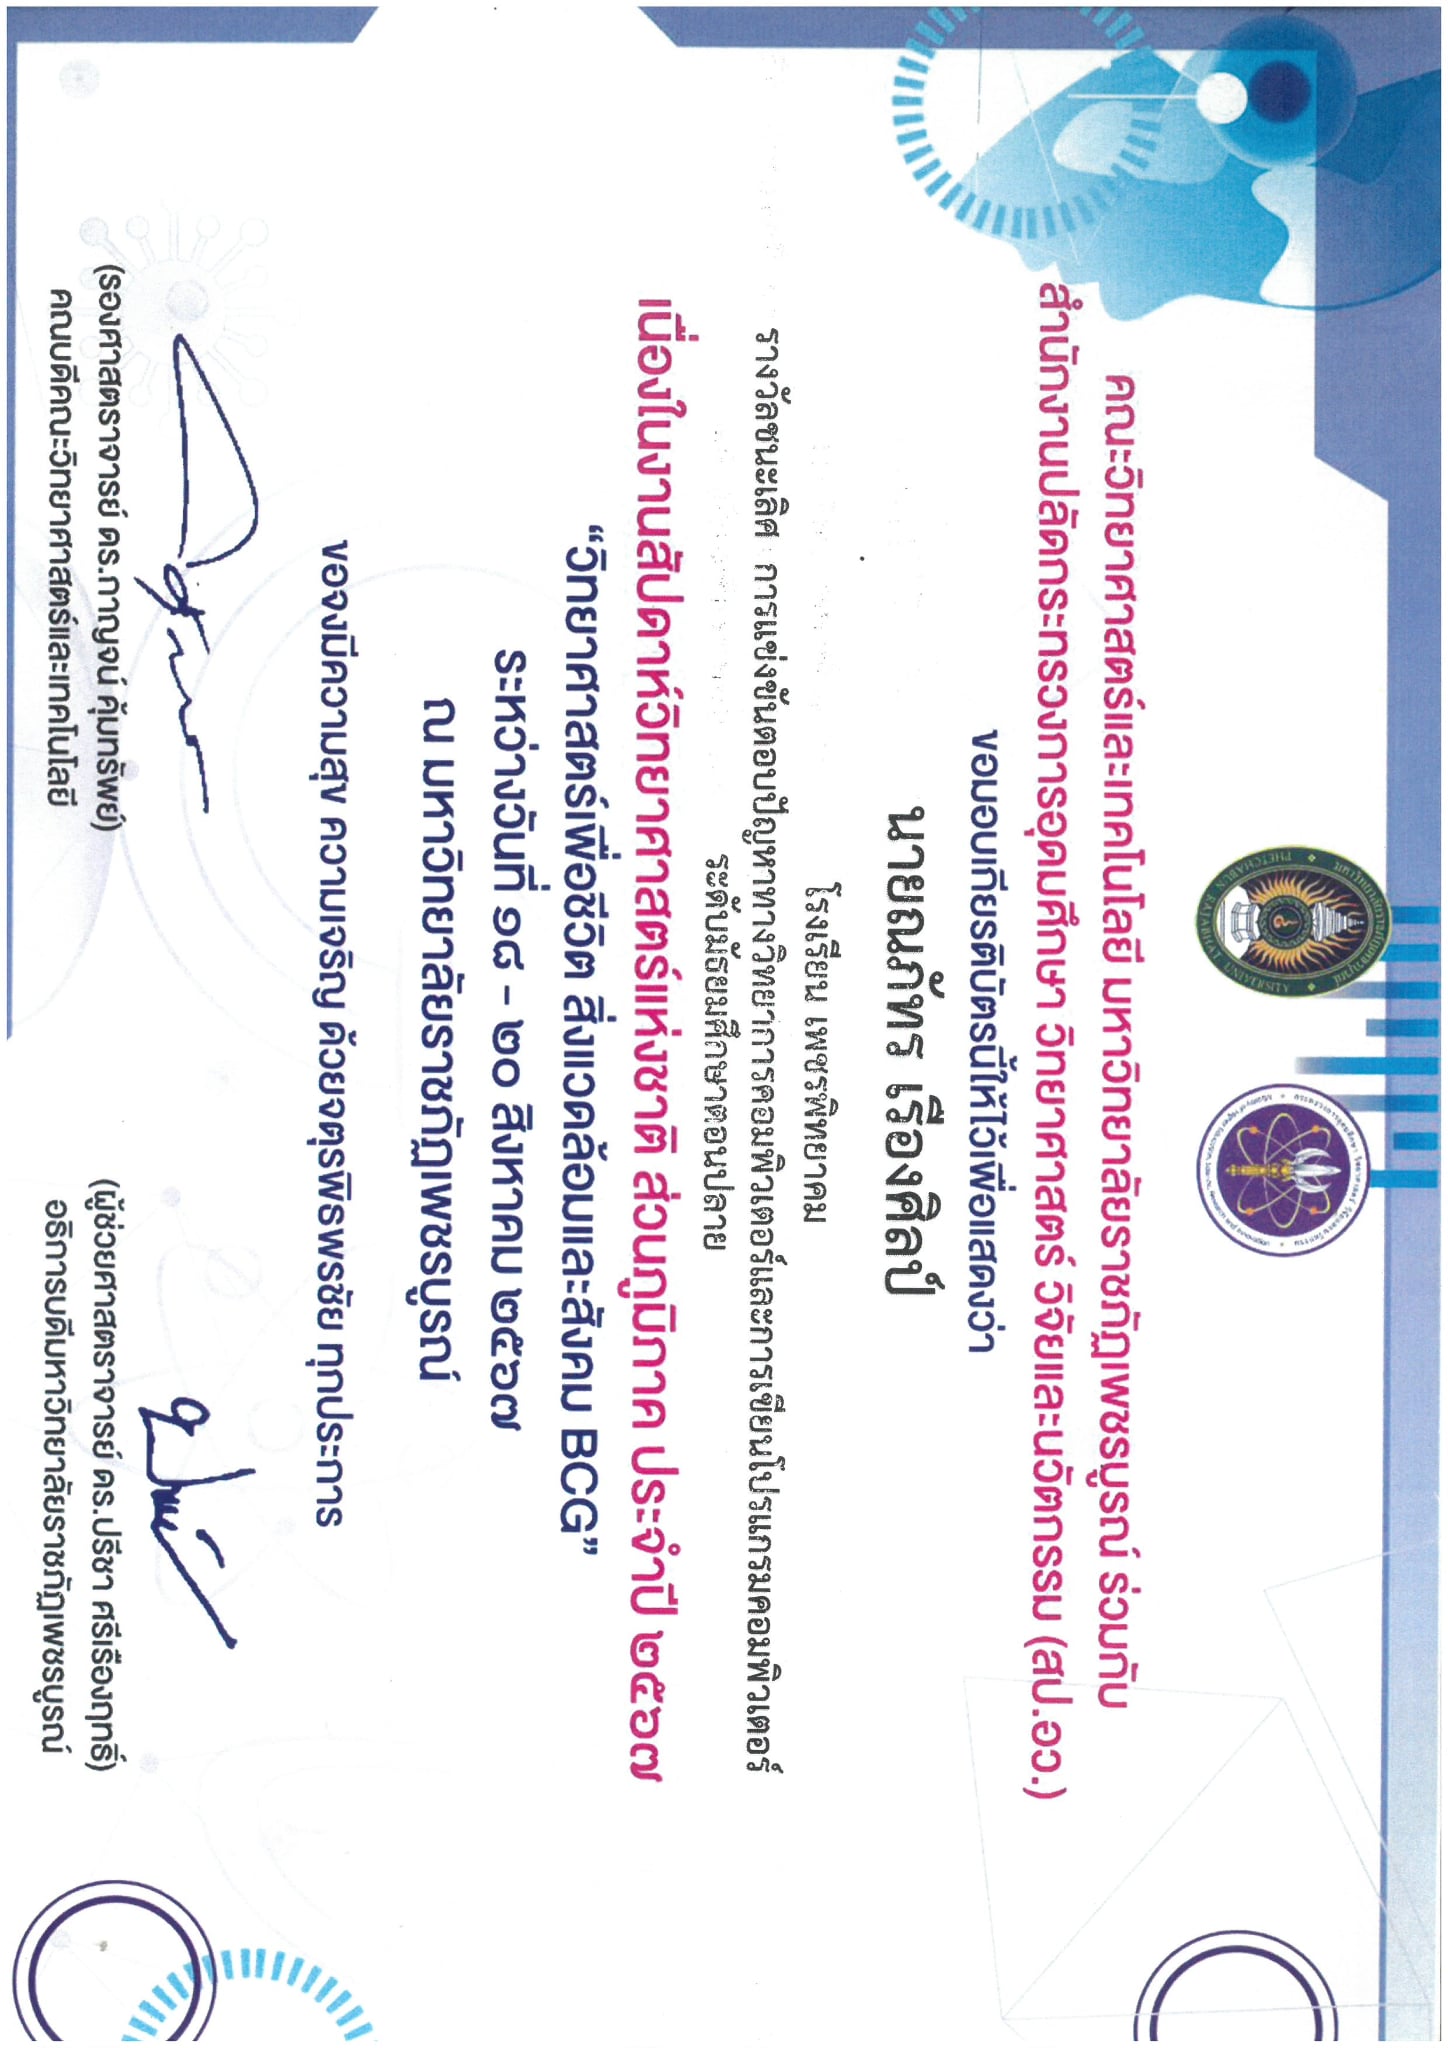 คณะวิทยาศาสตร์และเทคโนโลยี มหาวิทยาลัยราชภัฏเพชรบูรณ์ ร่วมกับ
สำนักงานปลัดกระทรวงการอุดมศึกษา วิทยาศาสตร์ วิจัยและนวัตกรรม (สป.อว.)
ขอมอบเกียรติบัตรนี้ให้ไว้เพื่อแสดงว่า
นายณภัทร เรืองศิลป์
โรงเรียน เพชรพิทยาคม
รางวัลชนะเลิศ การแข่งขันตอบปัญหาทางวิทยาการคอมพิวเตอร์และการเขียนโปรแกรมคอมพิวเตอร์
ระดับมัธยมศึกษาตอนปลาย
เนื่องในงานสัปดาห์วิทยาศาสตร์แห่งชาติ ส่วนภูมิภาค ประจำปี ๒๕๖๗
“วิทยาศาสตร์เพื่อชีวิต สิ่งแวดล้อมและสังคม BCG”
ระหว่างวันที่ ๑๘ - ๒๐ สิงหาคม ๒๕๖๗
ณ มหาวิทยาลัยราชภัฏเพชรบูรณ์
ขอจงมีความสุข ความเจริญ ด้วยจตุรพิธพรชัย ทุกประการ
(รองศาสตราจารย์ ดร.กาญจน์ คุ้มทรัพย์)
คณบดีคณะวิทยาศาสตร์และเทคโนโลยี
(ผู้ช่วยศาสตราจารย์ ดร.ปรีชา ศรีเรืองฤทธิ์)
อธิการบดีมหาวิทยาลัยราชภัฏเพชรบูรณ์
PHETCHABUN RAJABHAT UNIVERSITY